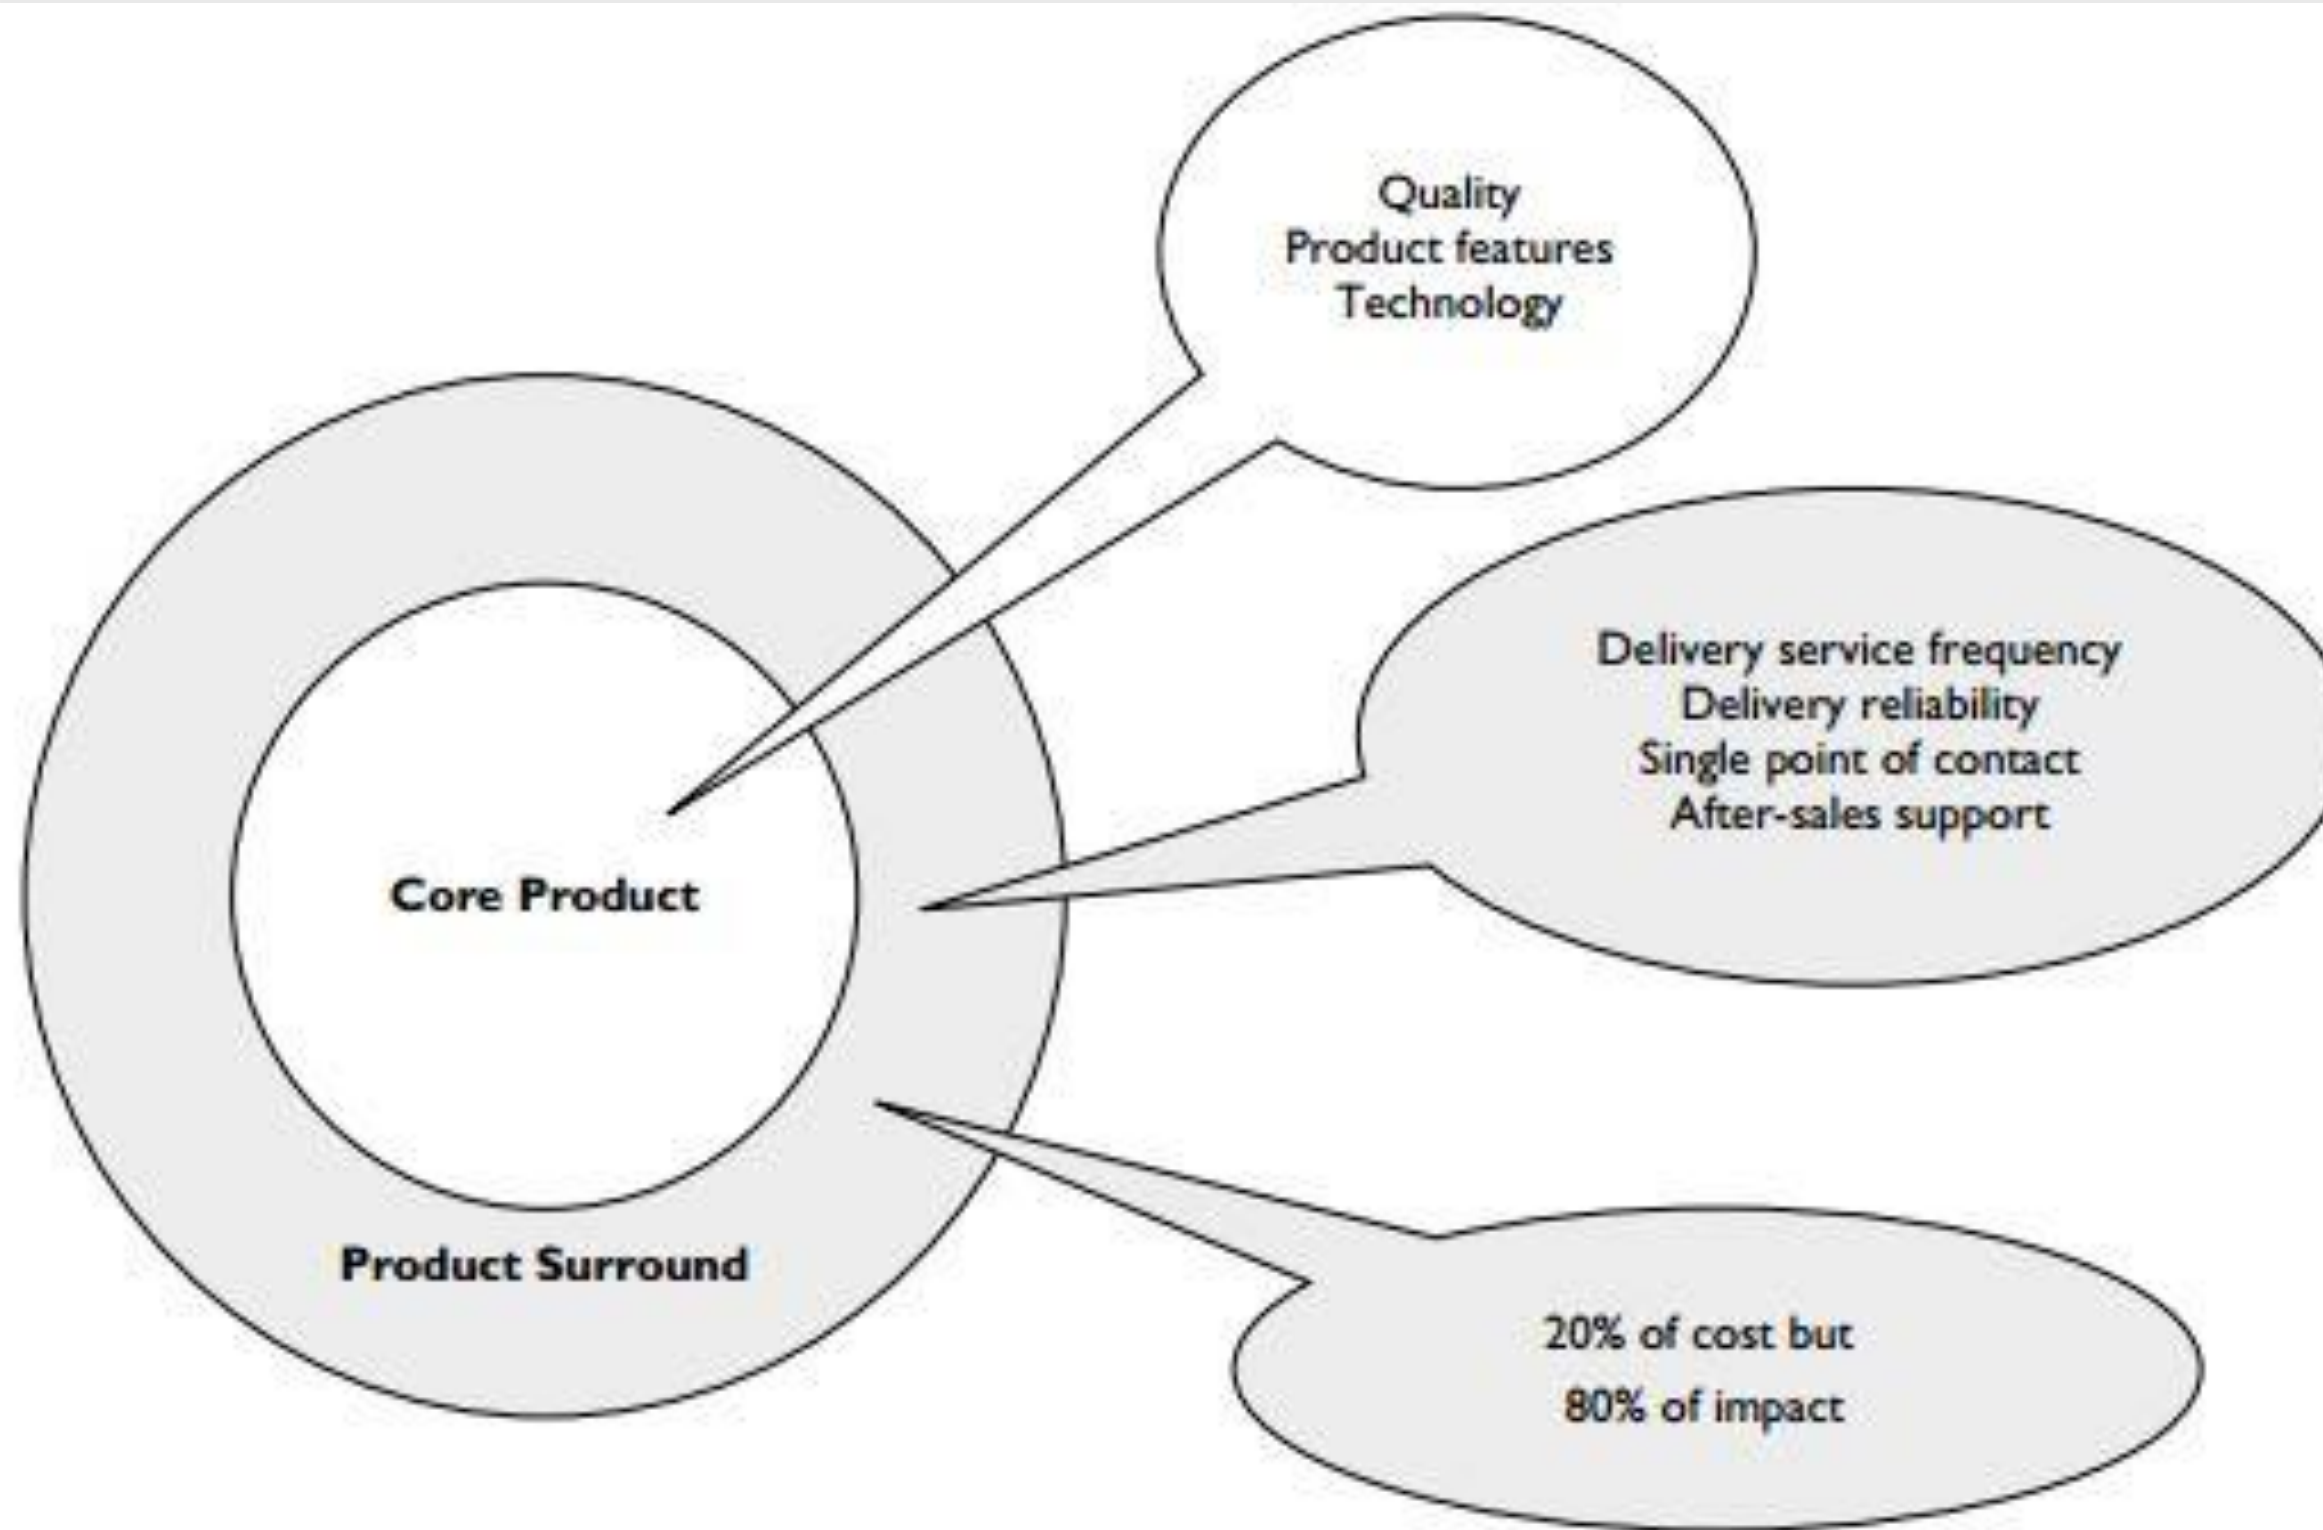 Quality
Product features
Technology
Delivery service frequency
Delivery reliability
Single point of contact
After-sales support
Core Product
Product Surround
20% of cost but
80% of impact